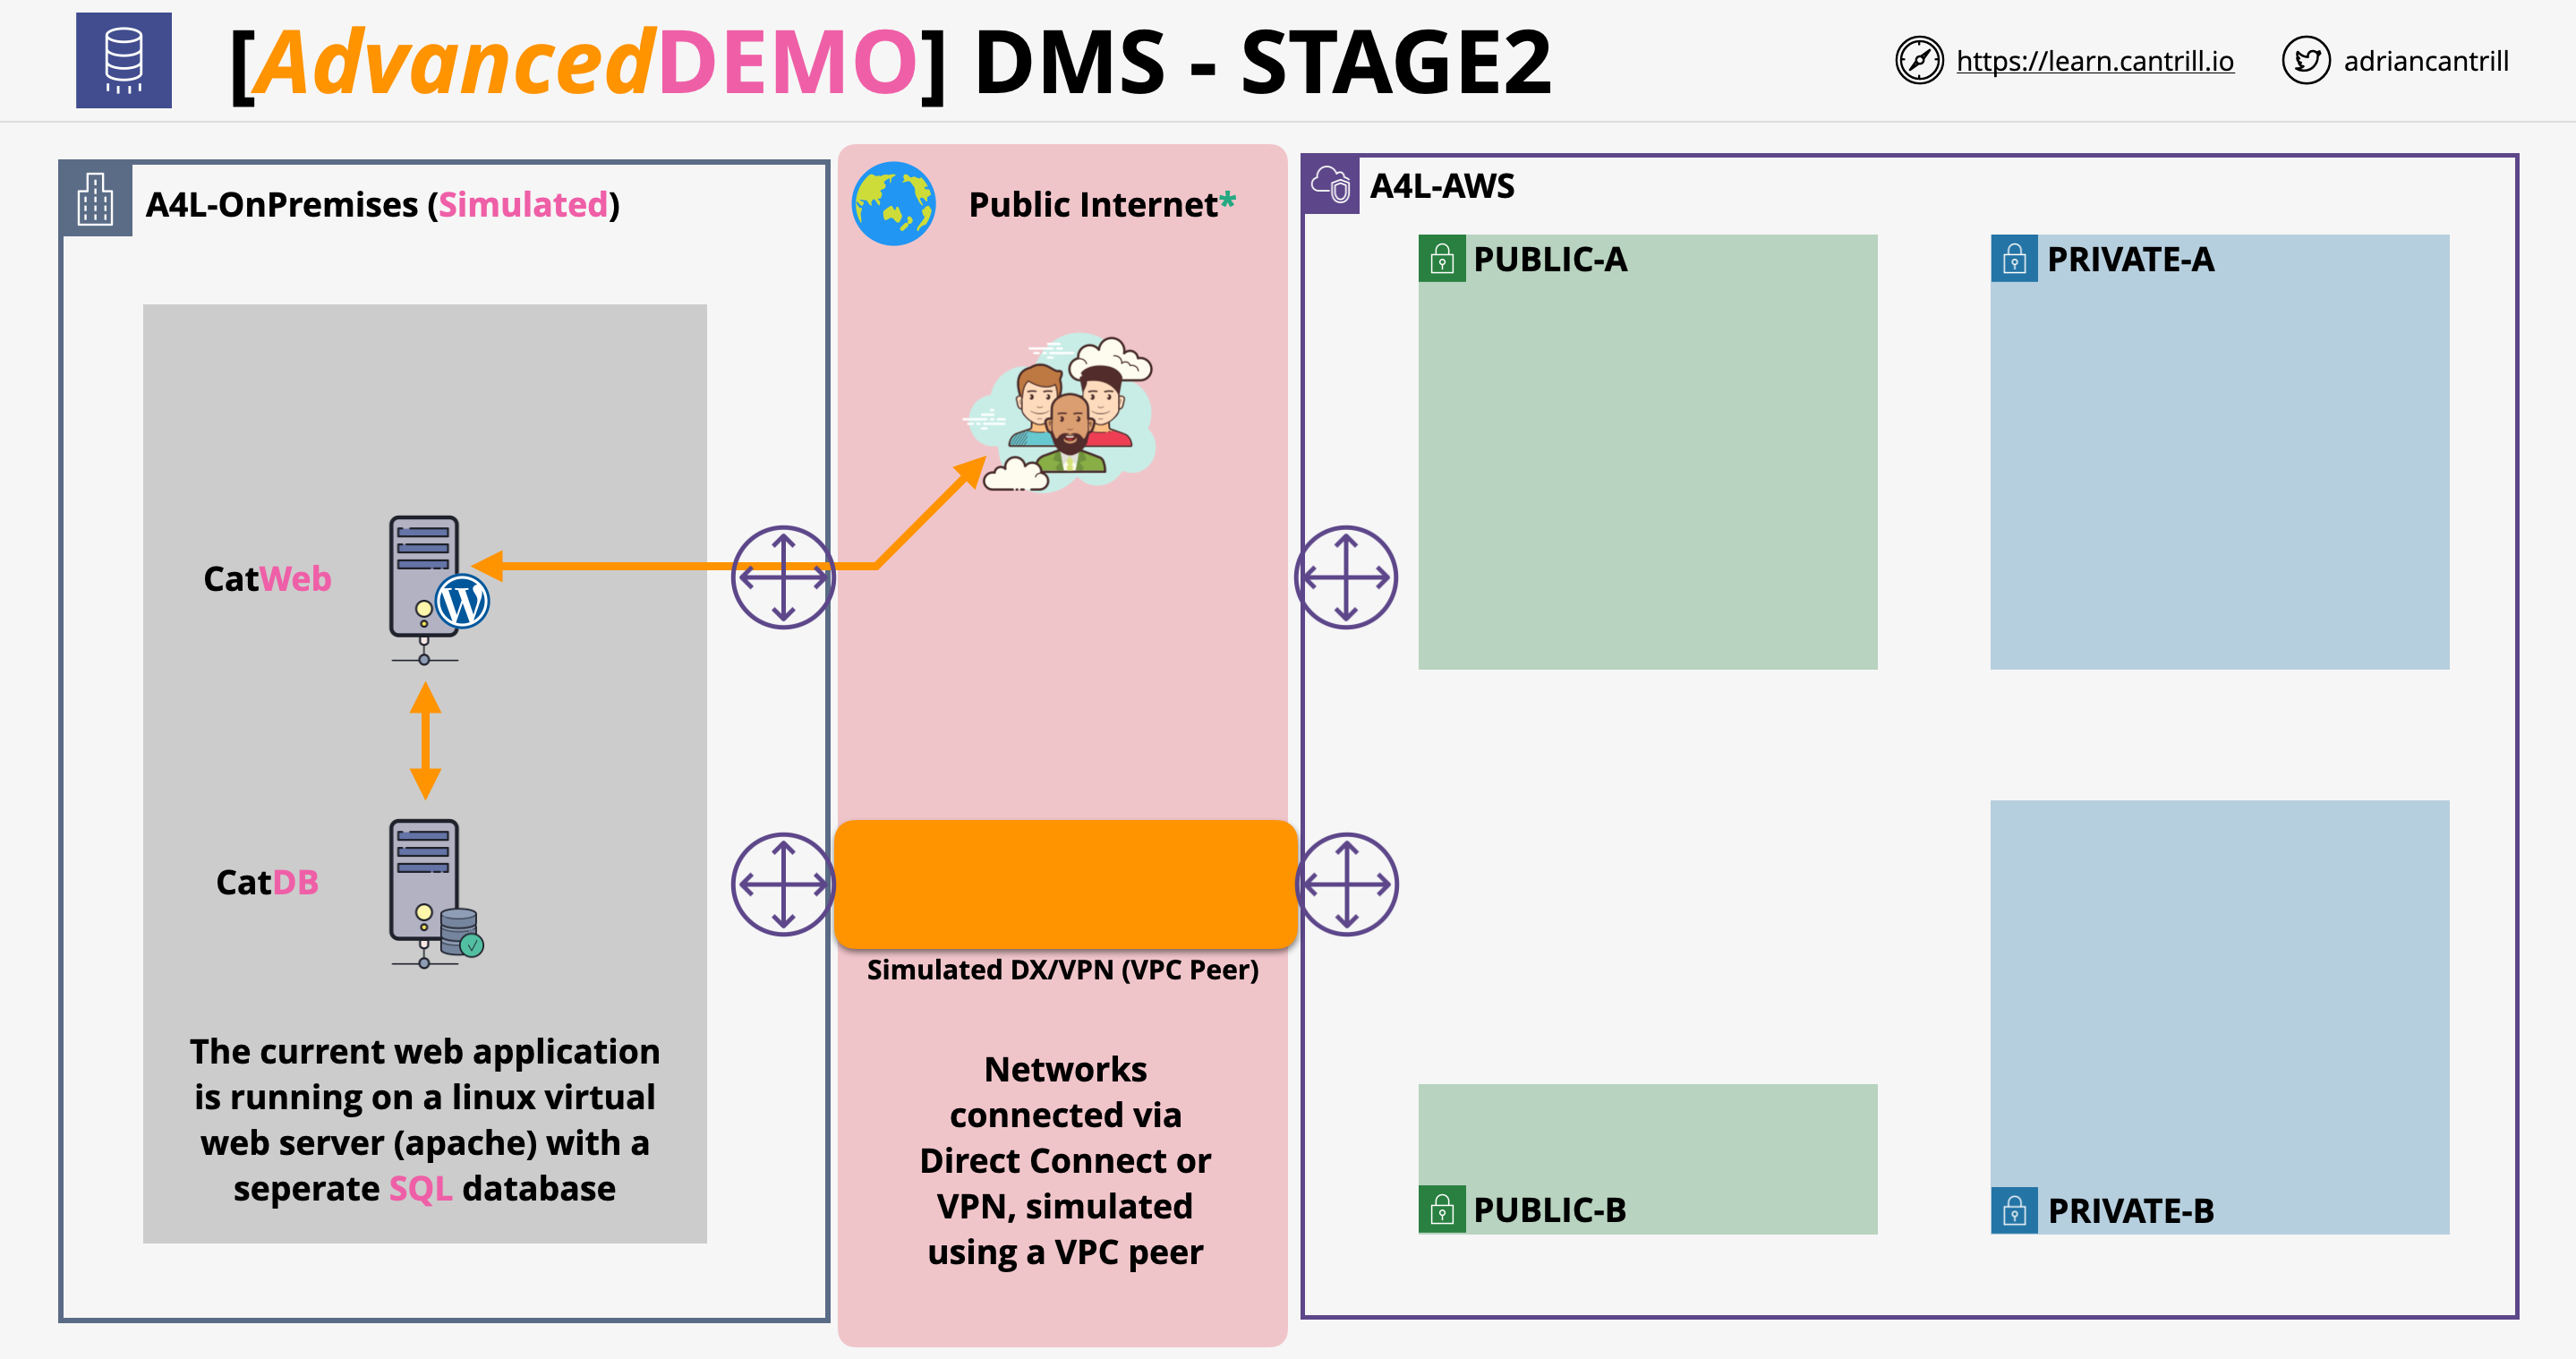 [AdvancedDEMO] DMS - STAGE2
https://learn.cantrill.io
adriancantrill
A4L-OnPremises (Simulated)
CatWeb
CatDB
The current web application
is running on a linux virtual
web server (apache) with a
seperate SQL database
Public Internet*
Simulated DX/VPN (VPC Peer)
Networks
connected via
Direct Connect or
VPN, simulated
using a VPC peer
A4L-AWS
PUBLIC-A
PRIVATE-A
PUBLIC-B
PRIVATE-B